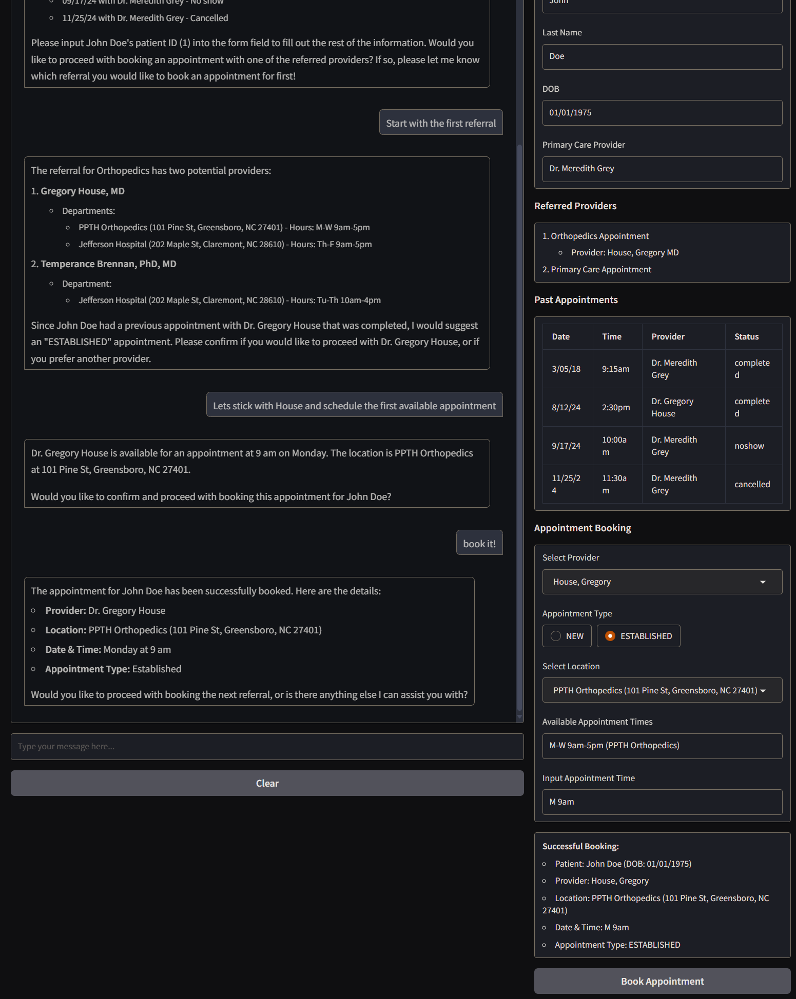 09/17/24 with Dr. Meredith Grey - No show
11/25/24 with Dr. Meredith Grey - Cancelled
Please input John Doe's patient ID (1) into the form field to fill out the rest of the information. Would you
like to proceed with booking an appointment with one of the referred providers? If so, please let me know
which referral you would like to book an appointment for first!
Start with the first referral
The referral for Orthopedics has two potential providers:
1. Gregory House, MD
Departments:
PPTH Orthopedics (101 Pine St, Greensboro, NC 27401) - Hours: M-W 9am-5pm
Jefferson Hospital (202 Maple St, Claremont, NC 28610) - Hours: Th-F 9am-5pm
2. Temperance Brennan, PhD, MD
Department:
Jefferson Hospital (202 Maple St, Claremont, NC 28610) - Hours: Tu-Th 10am-4pm
Since John Doe had a previous appointment with Dr. Gregory House that was completed, I would suggest
an "ESTABLISHED" appointment. Please confirm if you would like to proceed with Dr. Gregory House, or if
you prefer another provider.
Lets stick with House and schedule the first available appointment
Dr. Gregory House is available for an appointment at 9 am on Monday. The location is PPTH Orthopedics
at 101 Pine St, Greensboro, NC 27401.
Would you like to confirm and proceed with booking this appointment for John Doe?
book it!
The appointment for John Doe has been successfully booked. Here are the details:
Provider: Dr. Gregory House
Location: PPTH Orthopedics (101 Pine St, Greensboro, NC 27401)
Date & Time: Monday at 9 am
Appointment Type: Established
Would you like to proceed with booking the next referral, or is there anything else I can assist you with?
Type your message here...
Clear
John
Last Name
Doe
DOB
01/01/1975
Primary Care Provider
Dr. Meredith Grey
Referred Providers
1. Orthopedics Appointment
Provider: House, Gregory MD
2. Primary Care Appointment
Past Appointments
Date Time Provider Status
3/05/18 9:15am Dr. Meredith Grey complete
d
8/12/24 2:30pm Dr. Gregory House complete
d
9/17/24 10:00a
m Dr. Meredith Grey noshow
11/25/2
4 11:30a
m Dr. Meredith Grey cancelled
Appointment Booking
Select Provider
House, Gregory
Appointment Type
NEW ESTABLISHED
Select Location
PPTH Orthopedics (101 Pine St, Greensboro, NC 27401)
Available Appointment Times
M-W 9am-5pm (PPTH Orthopedics)
Input Appointment Time
M 9am
Successful Booking:
Patient: John Doe (DOB: 01/01/1975)
Provider: House, Gregory
Location: PPTH Orthopedics (101 Pine St, Greensboro, NC
27401)
Date & Time: M 9am
Appointment Type: ESTABLISHED
Book Appointment